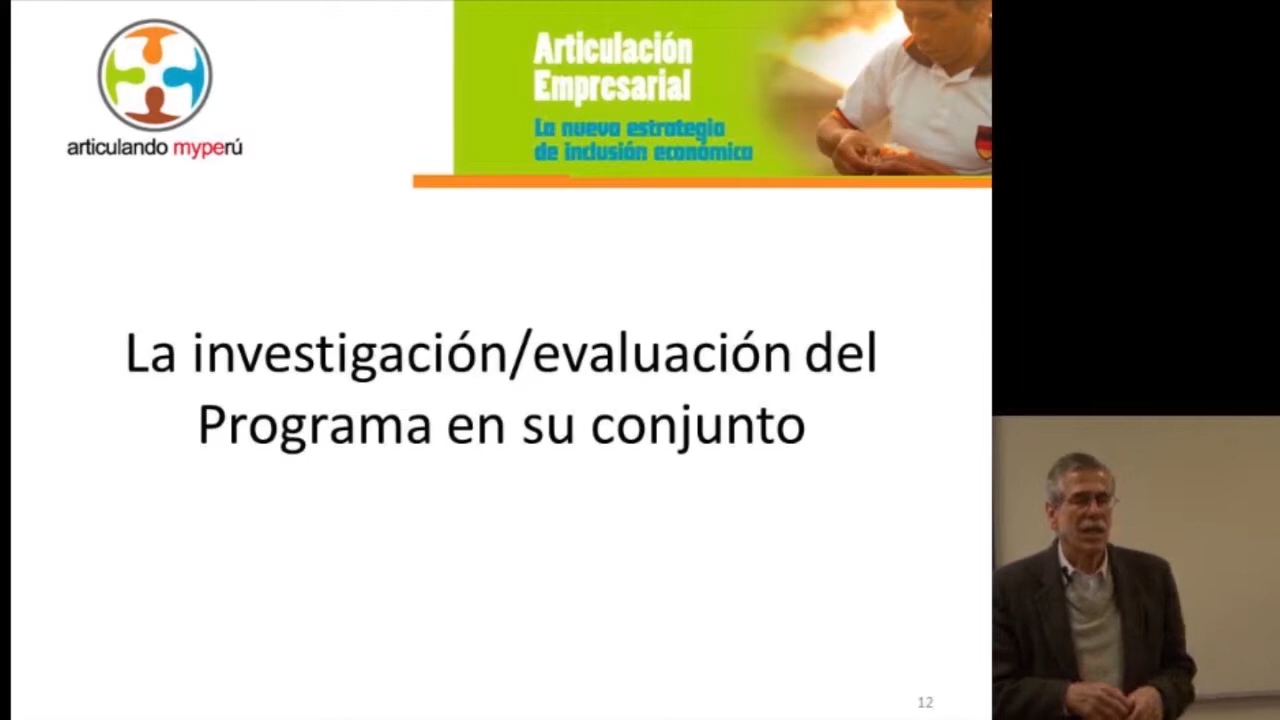 articulando myperú
Articulación
Empresarial
La nueva estrategia
de inclusión económica
La investigación/evaluación del
Programa en su conjunto
12